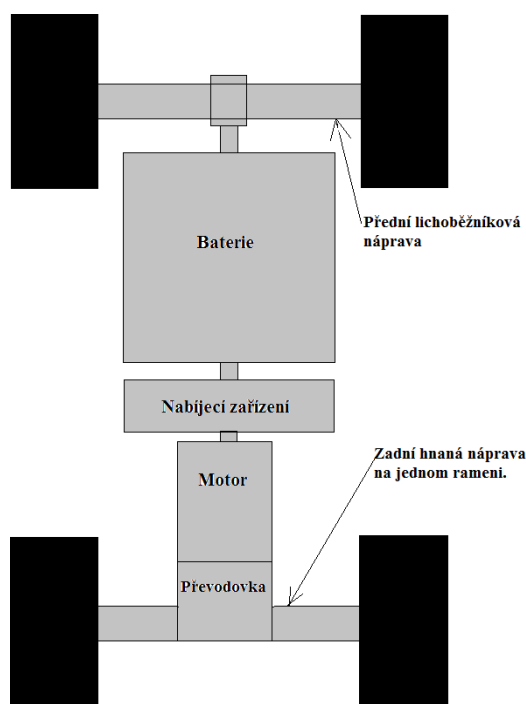 Přední lichoběžníková
náprava
Baterie
Nabíjecí zařízení
Motor
Zadní hnaná náprava
na jednom rameni.
Převodovka